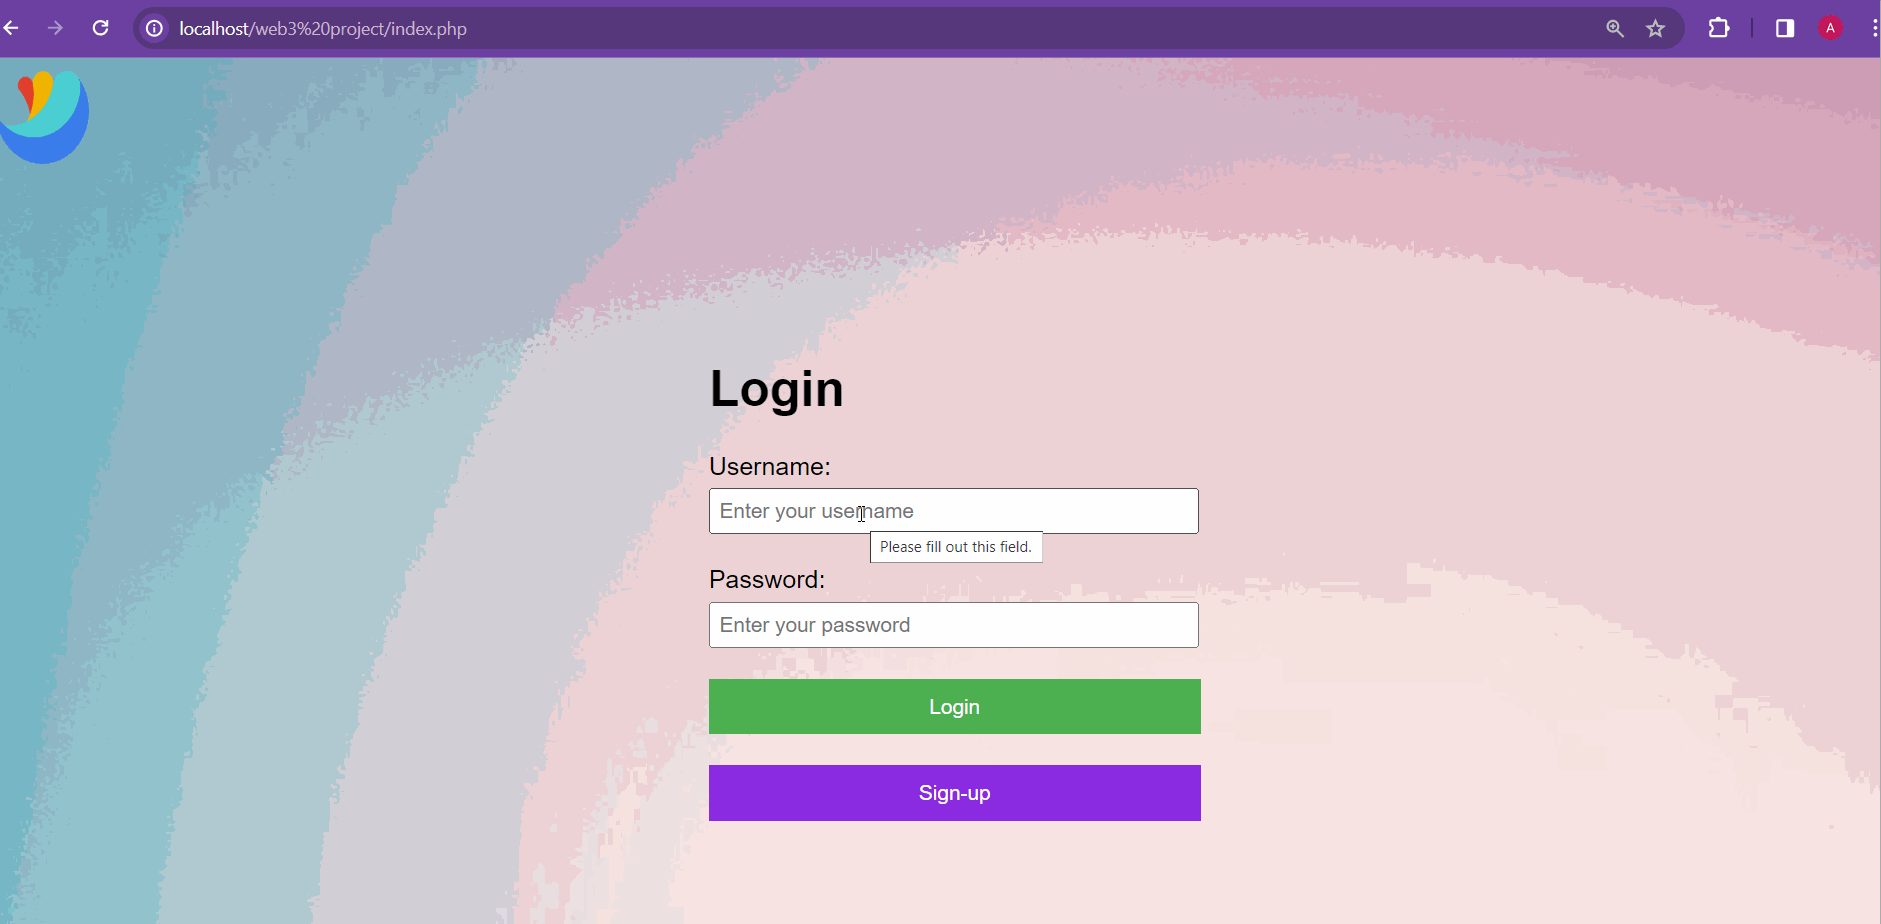 localhost/web3%20project/index.php
A
Login
Username:
Enter your username
Please fill out this field.
Password:
Enter your password
Login
Sign-up